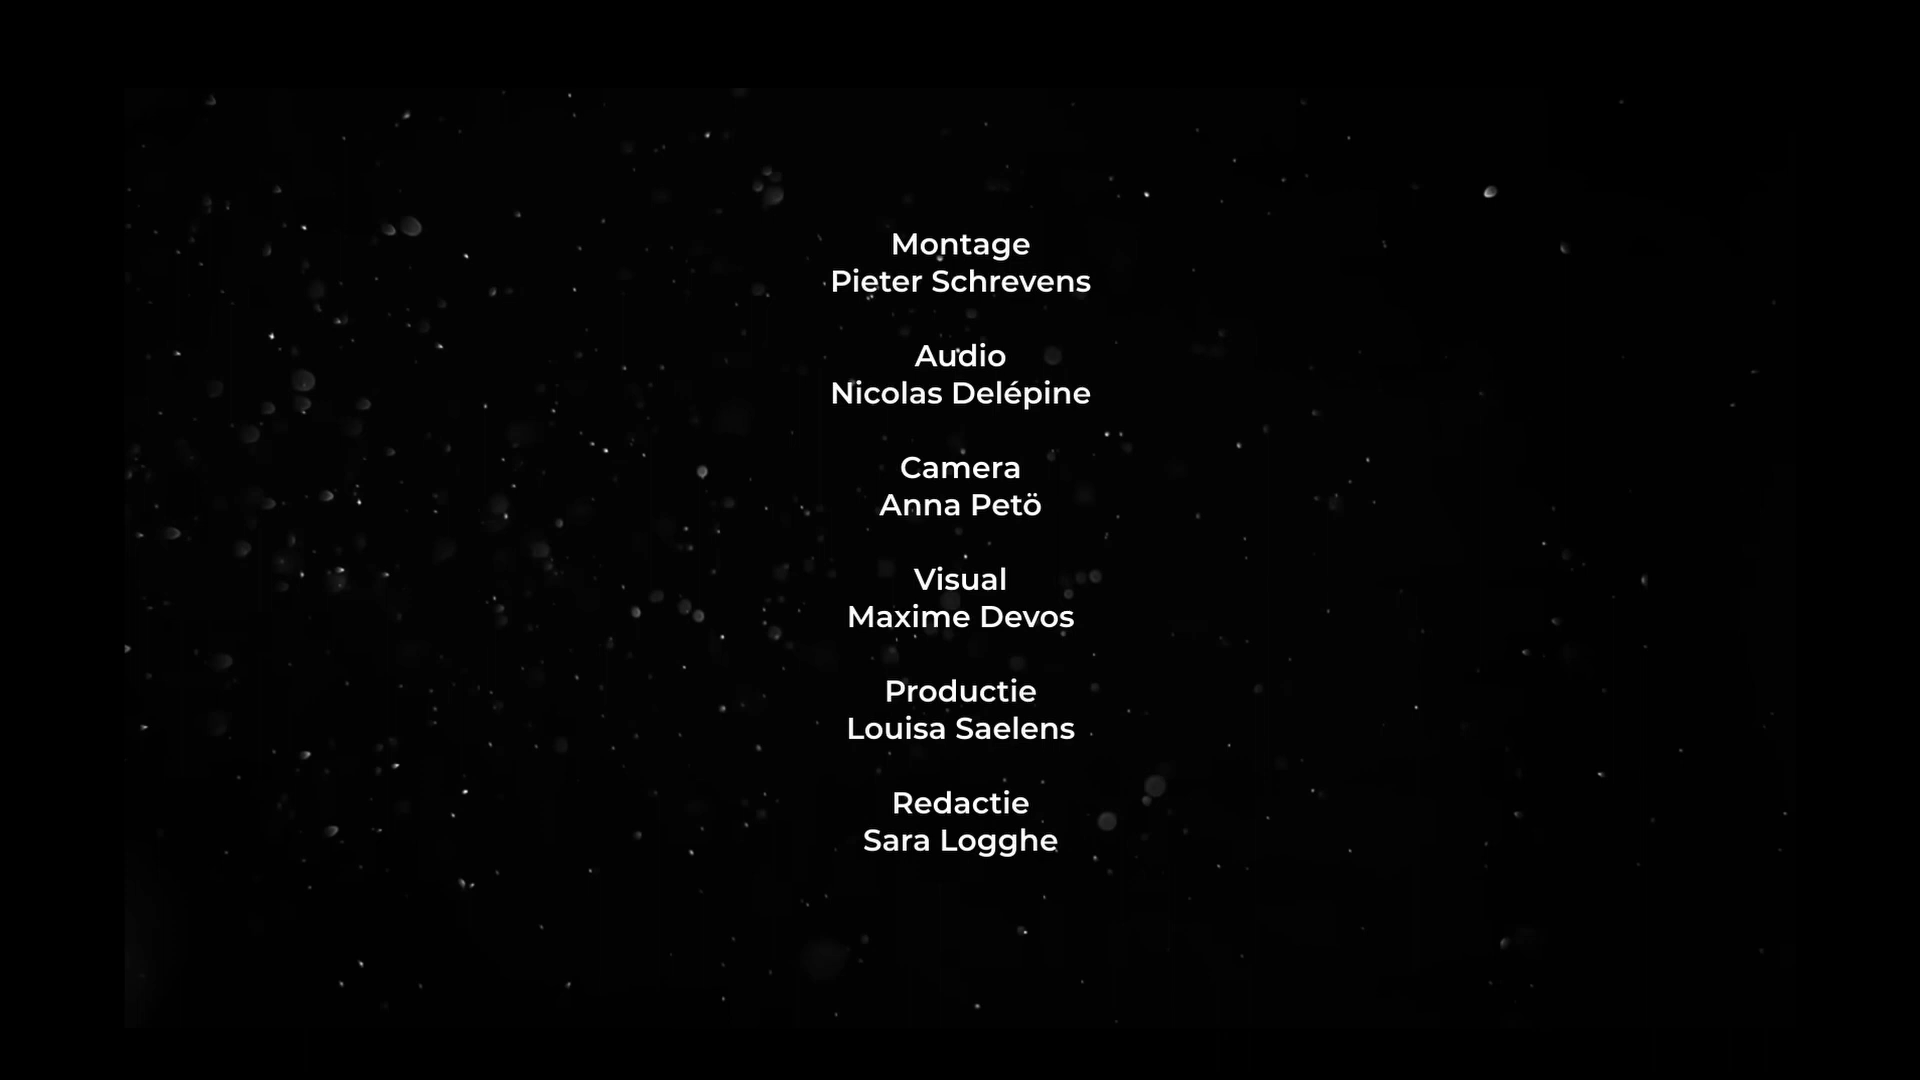 Montage
Pieter Schrevens
Audio
Nicolas Delépine
Camera
Anna Petö
Visual
Maxime Devos
Productie
Louisa Saelens
Redactie
Sara Logghe